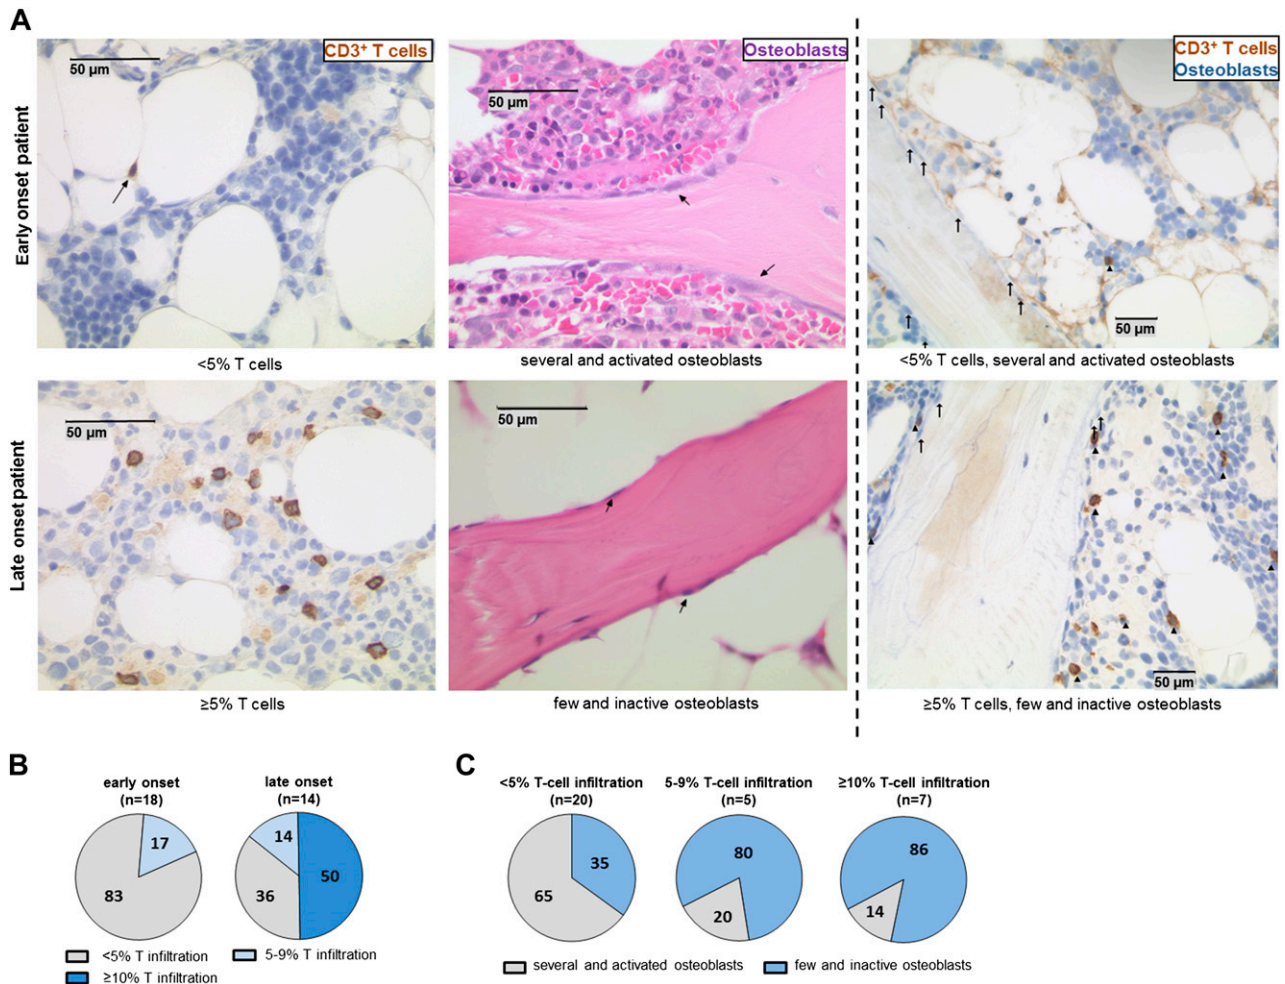 A
Early onset patient
50 µm
CD3+ T cells
<5% T cells
50 µm
Osteoblasts
several and activated osteoblasts
CD3+ T cells
Osteoblasts
50 µm
<5% T cells, several and activated osteoblasts
Late onset patient
50 µm
≥5% T cells
50 µm
few and inactive osteoblasts
50 µm
≥5% T cells, few and inactive osteoblasts
B
early onset
(n=18)
17
83
late onset
(n=14)
14
50
36
<5% T infiltration
5-9% T infiltration
≥10% T infiltration
C
<5% T-cell infiltration
(n=20)
35
65
5-9% T-cell infiltration
(n=5)
80
20
≥10% T-cell infiltration
(n=7)
86
14
several and activated osteoblasts
few and inactive osteoblasts